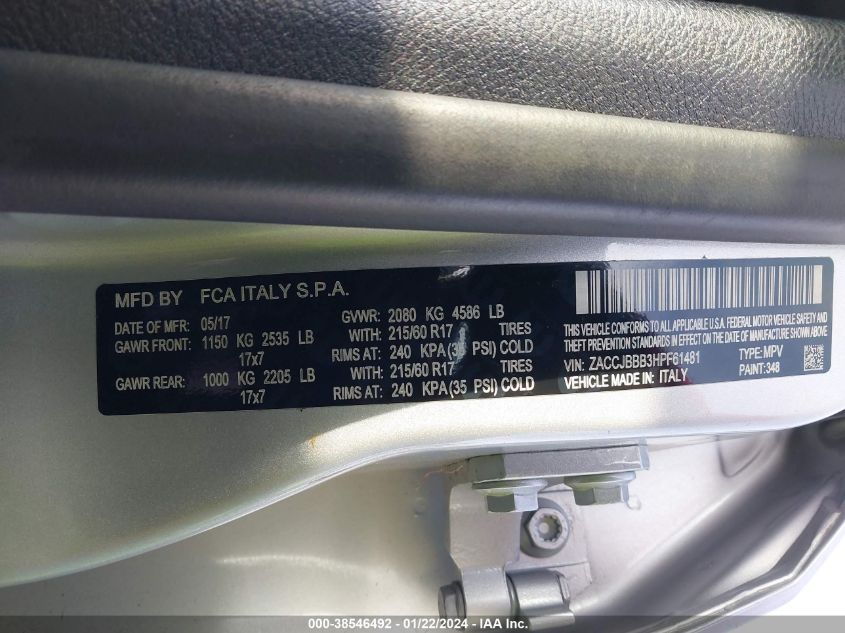 MFD BY FCA ITALY S.P.A.
DATE OF MFR: 05/17 GVWR: 2080 KG 4586 LB
GAWR FRONT: 1150 KG 2535 LB WITH: 215/60 R17 TIRES
17x7 RIMS AT: 240 KPA(35 PSI) COLD
GAWR REAR: 1000 KG 2205 LB WITH: 215/60 R17 TIRES
17x7 RIMS AT: 240 KPA(35 PSI) COLD
THIS VEHICLE CONFORMS TO ALL APPLICABLE U.S.A. FEDERAL MOTOR VEHICLE SAFETY AND
THEFT PREVENTION STANDARDS IN EFFECT ON THE DATE OF MANUFACTURE SHOWN ABOVE
VIN: ZACCJBBB3HPF61481 TYPE: MPV
VEHICLE MADE IN: ITALY PAINT: 348
000-38546492 - 01/22/2024 - IAA Inc.